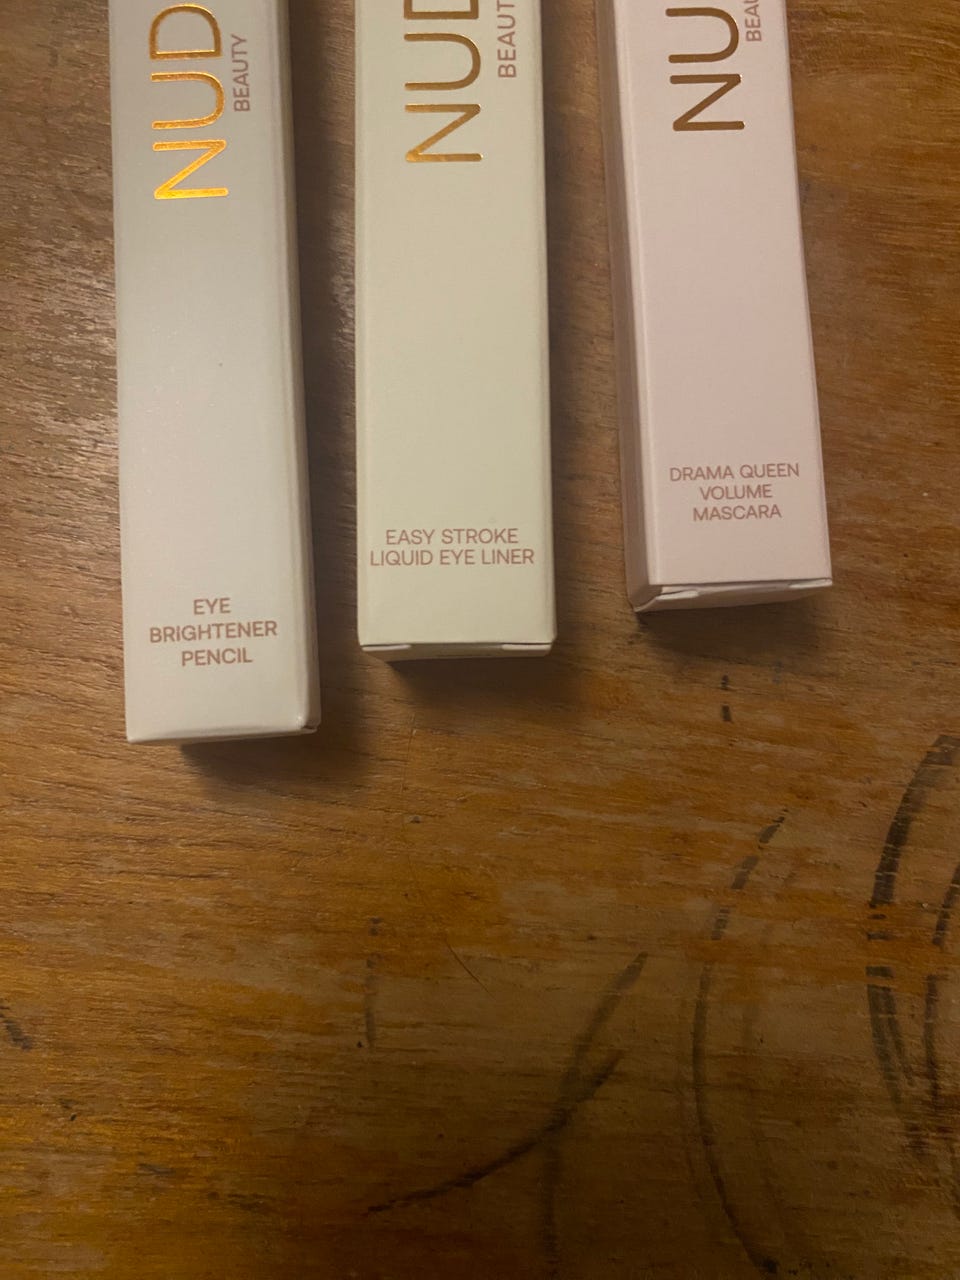 NUD
BEAUTY
EYE
BRIGHTENER
PENCIL
NUD
BEAUTY
EASY STROKE
LIQUID EYE LINER
NU
BEAU
DRAMA QUEEN
VOLUME
MASCARA